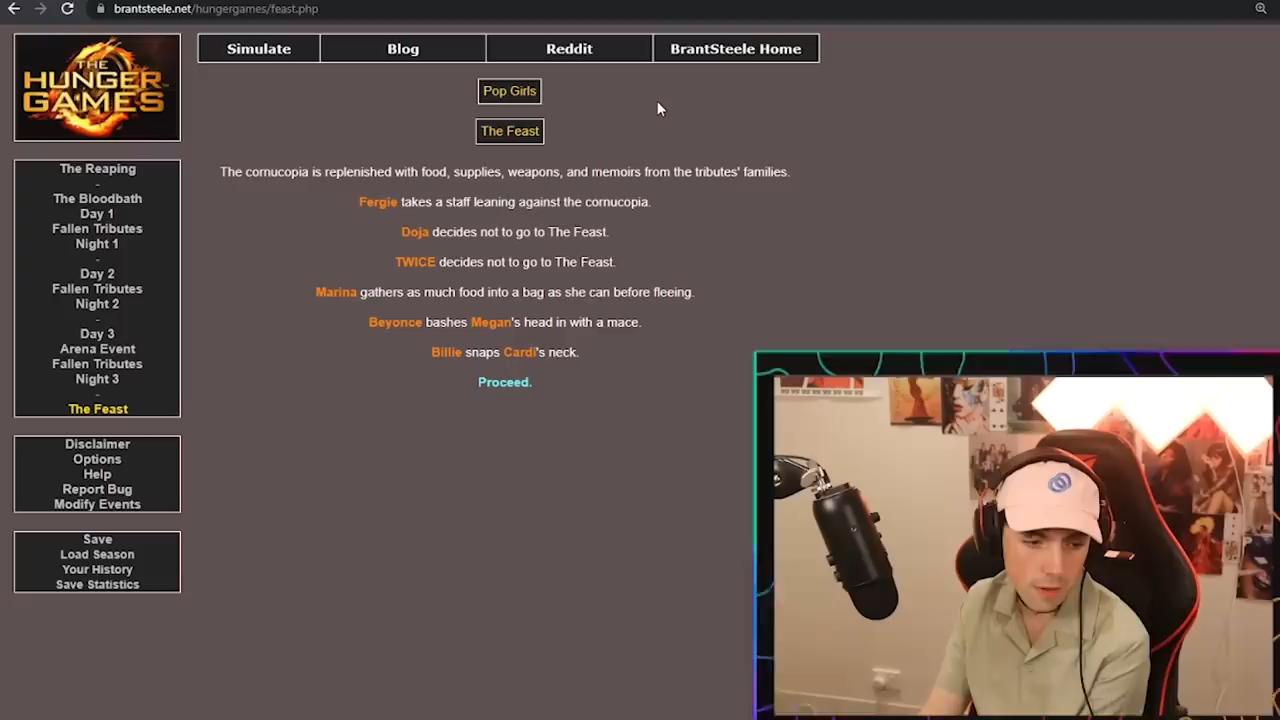 brantsteele.net/hungergames/feast.php
THE
HUNGER
GAMES
Simulate
Blog
Reddit
BrantSteele Home
Pop Girls
The Feast
The cornucopia is replenished with food, supplies, weapons, and memoirs from the tributes' families.
Fergie takes a staff leaning against the cornucopia.
Doja decides not to go to The Feast.
TWICE decides not to go to The Feast.
Marina gathers as much food into a bag as she can before fleeing.
Beyonce bashes Megan's head in with a mace.
Billie snaps Cardi's neck.
Proceed.
The Reaping
-
The Bloodbath
Day 1
Fallen Tributes
Night 1
-
Day 2
Fallen Tributes
Night 2
-
Day 3
Arena Event
Fallen Tributes
Night 3
-
The Feast
Disclaimer
Options
Help
Report Bug
Modify Events
Save
Load Season
Your History
Save Statistics